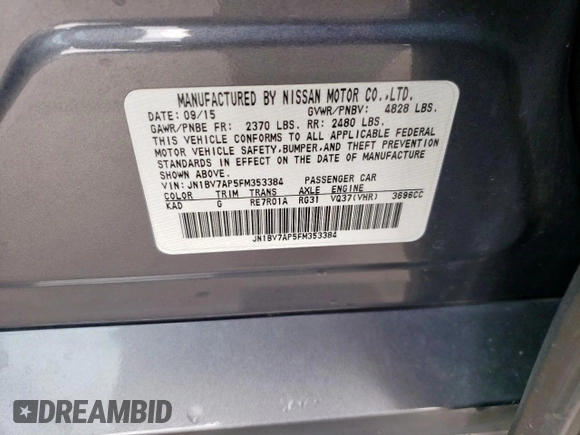 MANUFACTURED BY NISSAN MOTOR CO.,LTD.
DATE: 09/15 GVWR/PNBV: 4828 LBS.
GAWR/PNBE FR: 2370 LBS. RR: 2480 LBS.
THIS VEHICLE CONFORMS TO ALL APPLICABLE FEDERAL
MOTOR VEHICLE SAFETY,BUMPER,AND THEFT PREVENTION
STANDARDS IN EFFECT ON THE DATE OF MANUFACTURE
SHOWN ABOVE.
VIN: JN1BV7AP5FM353384 PASSENGER CAR
COLOR TRIM TRANS AXLE ENGINE
KAD G RE7R01A RG31 VQ37(VHR) 3696CC
JN1BV7AP5FM353384
DREAMBID